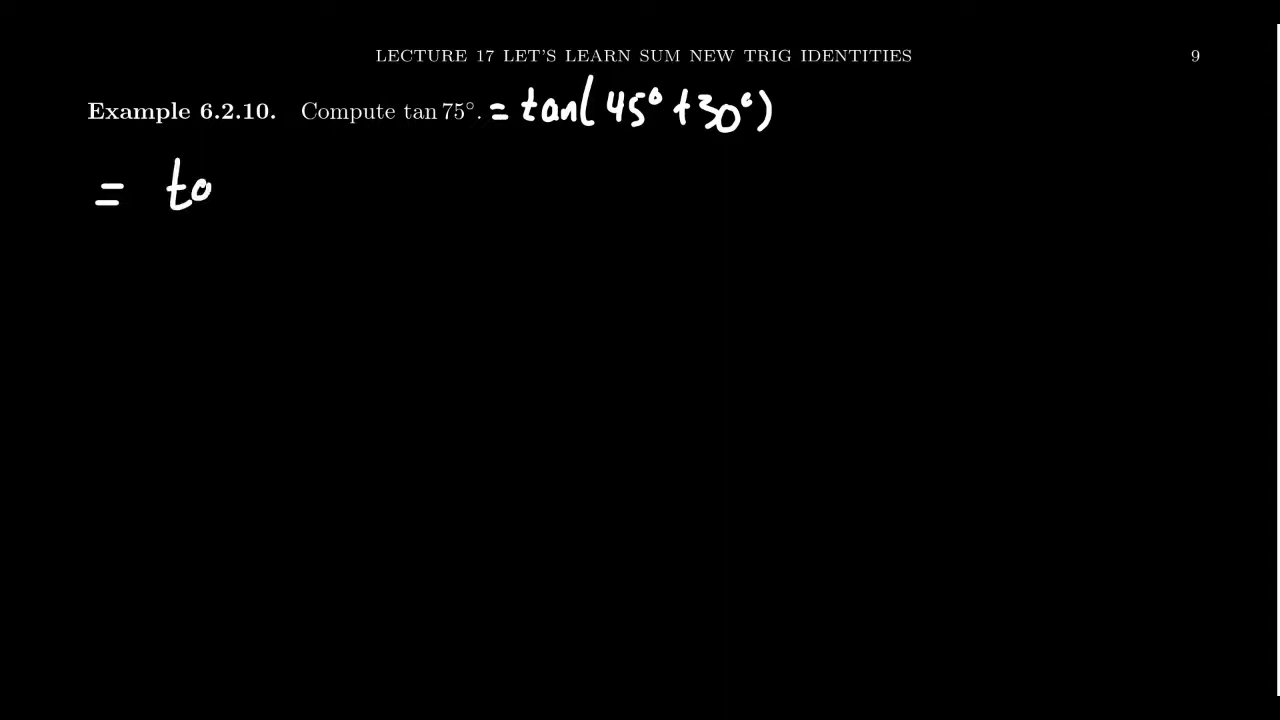 LECTURE 17 LET'S LEARN SUM NEW TRIG IDENTITIES 9
Example 6.2.10. Compute tan 75°. = tan(45° + 30°)
= ta